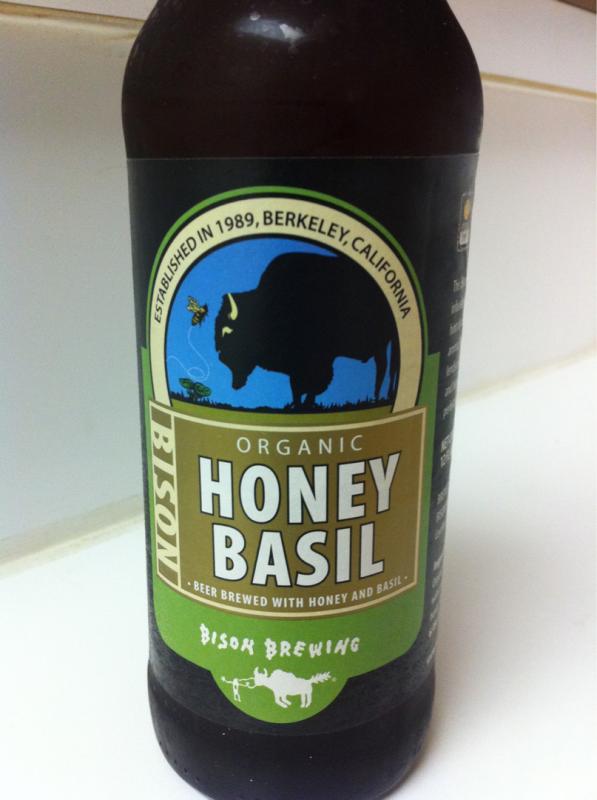 ESTABLISHED IN 1989, BERKELEY, CALIFORNIA
BISON
ORGANIC
HONEY
BASIL
- BEER BREWED WITH HONEY AND BASIL -
BISON BREWING